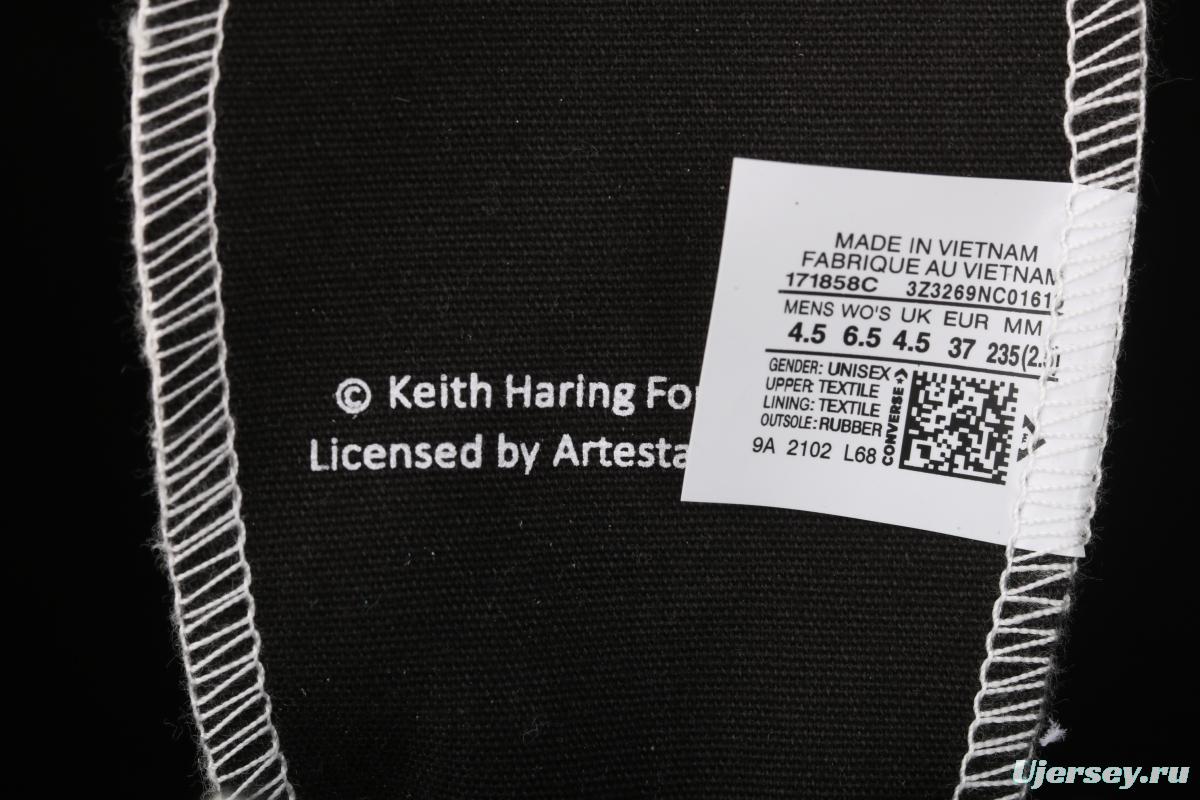 MADE IN VIETNAM
FABRIQUE AU VIETNAM
171858C 3Z3269NC0161
MENS WO'S UK EUR MM
4.5 6.5 4.5 37 235(2.5)
GENDER: UNISEX
UPPER: TEXTILE
LINING: TEXTILE
OUTSOLE: RUBBER
CONVERSE
9A 2102 L68
© Keith Haring Fo
Licensed by Artesta
Ujersey.ru